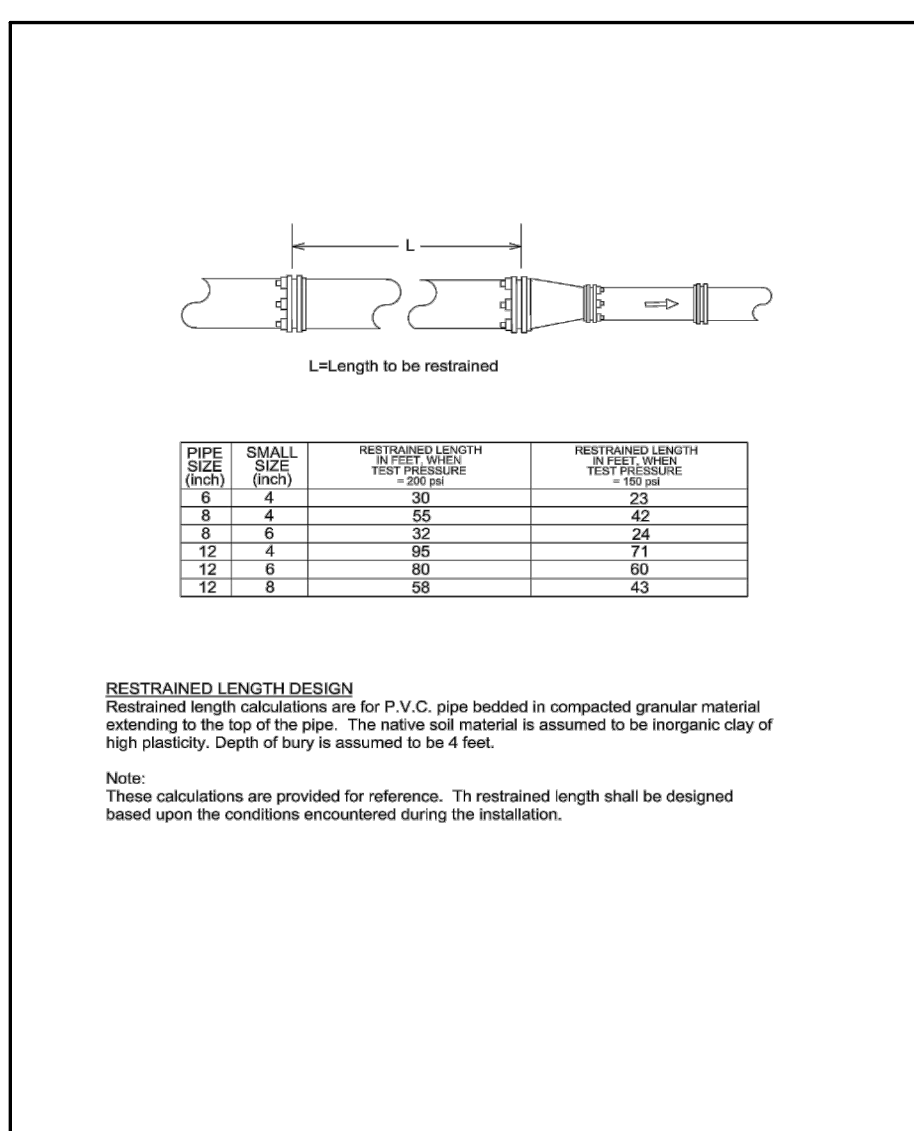 L
L=Length to be restrained
PIPE SIZE (inch) SMALL SIZE (inch) RESTRAINED LENGTH IN FEET, WHEN TEST PRESSURE = 200 psi RESTRAINED LENGTH IN FEET, WHEN TEST PRESSURE = 150 psi
6 4 30 23
8 4 55 42
8 6 32 24
12 4 95 71
12 6 80 60
12 8 58 43
RESTRAINED LENGTH DESIGN
Restrained length calculations are for P.V.C. pipe bedded in compacted granular material
extending to the top of the pipe. The native soil material is assumed to be inorganic clay of
high plasticity. Depth of bury is assumed to be 4 feet.
Note:
These calculations are provided for reference. Th restrained length shall be designed
based upon the conditions encountered during the installation.